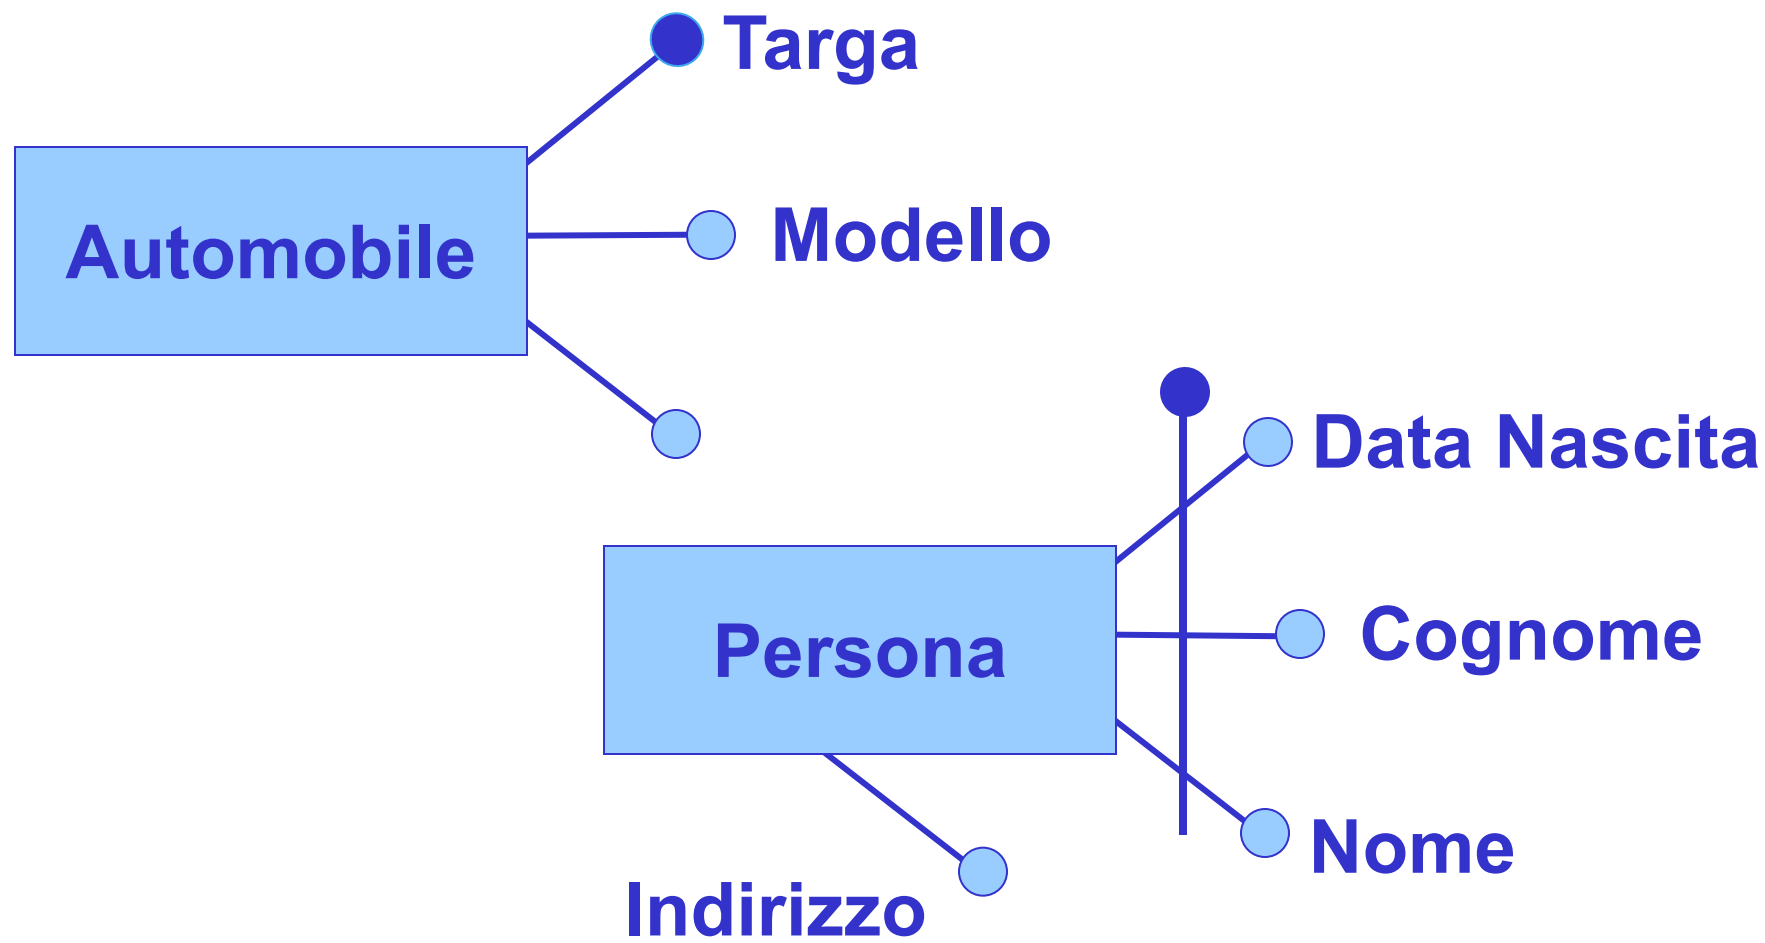 Targa
Modello
Automobile
Data Nascita
Cognome
Persona
Nome
Indirizzo